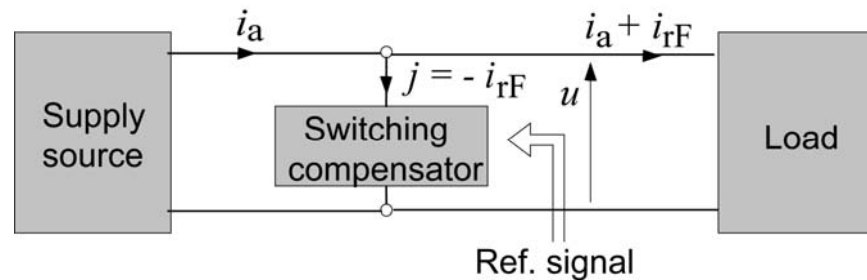 i_a
i_a + i_rF
j = - i_rF
u
Supply
source
Switching
compensator
Load
Ref. signal